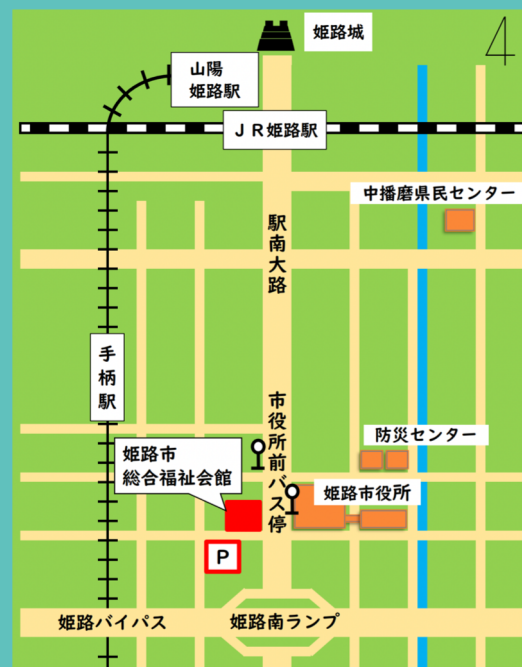 姫路城
4
山陽
姫路駅
ＪＲ姫路駅
中播磨県民センター
駅南大路
手柄駅
市役所前バス停
防災センター
姫路市
総合福祉会館
姫路市役所
P
姫路バイパス
姫路南ランプ